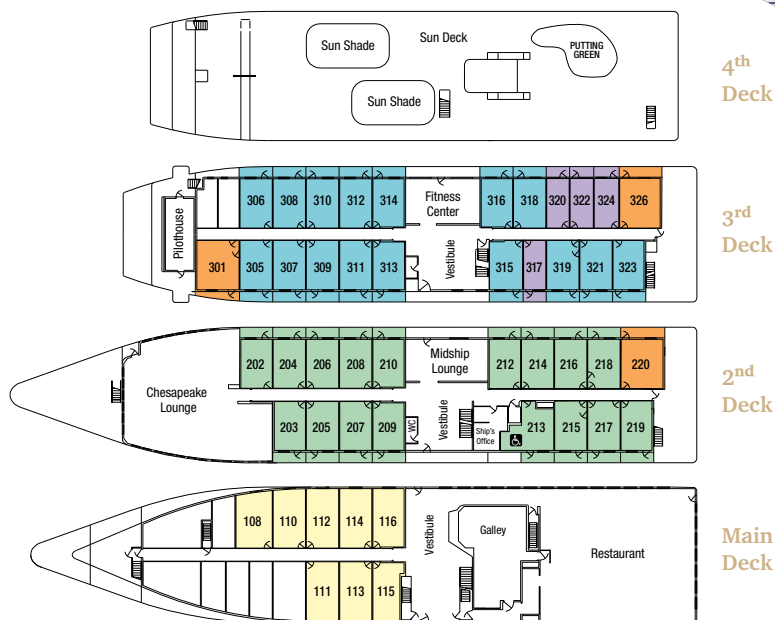 Sun Shade
Sun Deck
PUTTING
GREEN
Sun Shade
4th
Deck
306 308 310 312 314
Fitness
Center
316 318 320 322 324 326
Pilothouse
Vestibule
301 305 307 309 311 313
315 317 319 321 323
3rd
Deck
202 204 206 208 210
Midship
Lounge
212 214 216 218 220
Chesapeake
Lounge
203 205 207 209
WC
Vestibule
Ship's
Office
213 215 217 219
2nd
Deck
108 110 112 114 116
Vestibule
Galley
Restaurant
111 113 115
Main
Deck